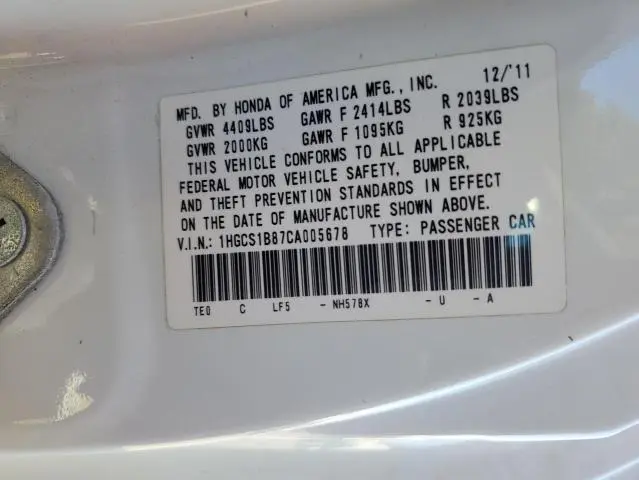 MFD. BY HONDA OF AMERICA MFG., INC. 12/'11
GVWR 4409LBS GAWR F 2414LBS R 2039LBS
GVWR 2000KG GAWR F 1095KG R 925KG
THIS VEHICLE CONFORMS TO ALL APPLICABLE
FEDERAL MOTOR VEHICLE SAFETY, BUMPER,
AND THEFT PREVENTION STANDARDS IN EFFECT
ON THE DATE OF MANUFACTURE SHOWN ABOVE.
V.I.N.: 1HGCS1B87CA005678 TYPE: PASSENGER CAR
TE0 C LF5 - NH578X - U - A